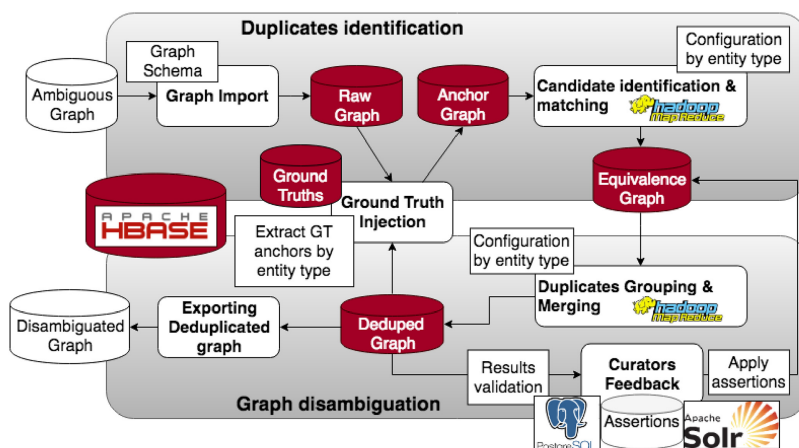 Duplicates identification
Graph
Schema
Configuration
by entity type
Ambiguous
Graph
Graph Import
Raw
Graph
Anchor
Graph
Candidate identification &
matching
hadoop
Map Reduce
Ground
Truths
Equivalence
Graph
APACHE
HBASE
Ground Truth
Injection
Extract GT
anchors by
entity type
Configuration
by entity type
Duplicates Grouping &
Merging
hadoop
Map Reduce
Disambiguated
Graph
Exporting
Deduplicated
graph
Deduped
Graph
Results
validation
Curators
Feedback
Apply
assertions
Graph disambiguation
PostgreSQL
Assertions
Apache
Solr